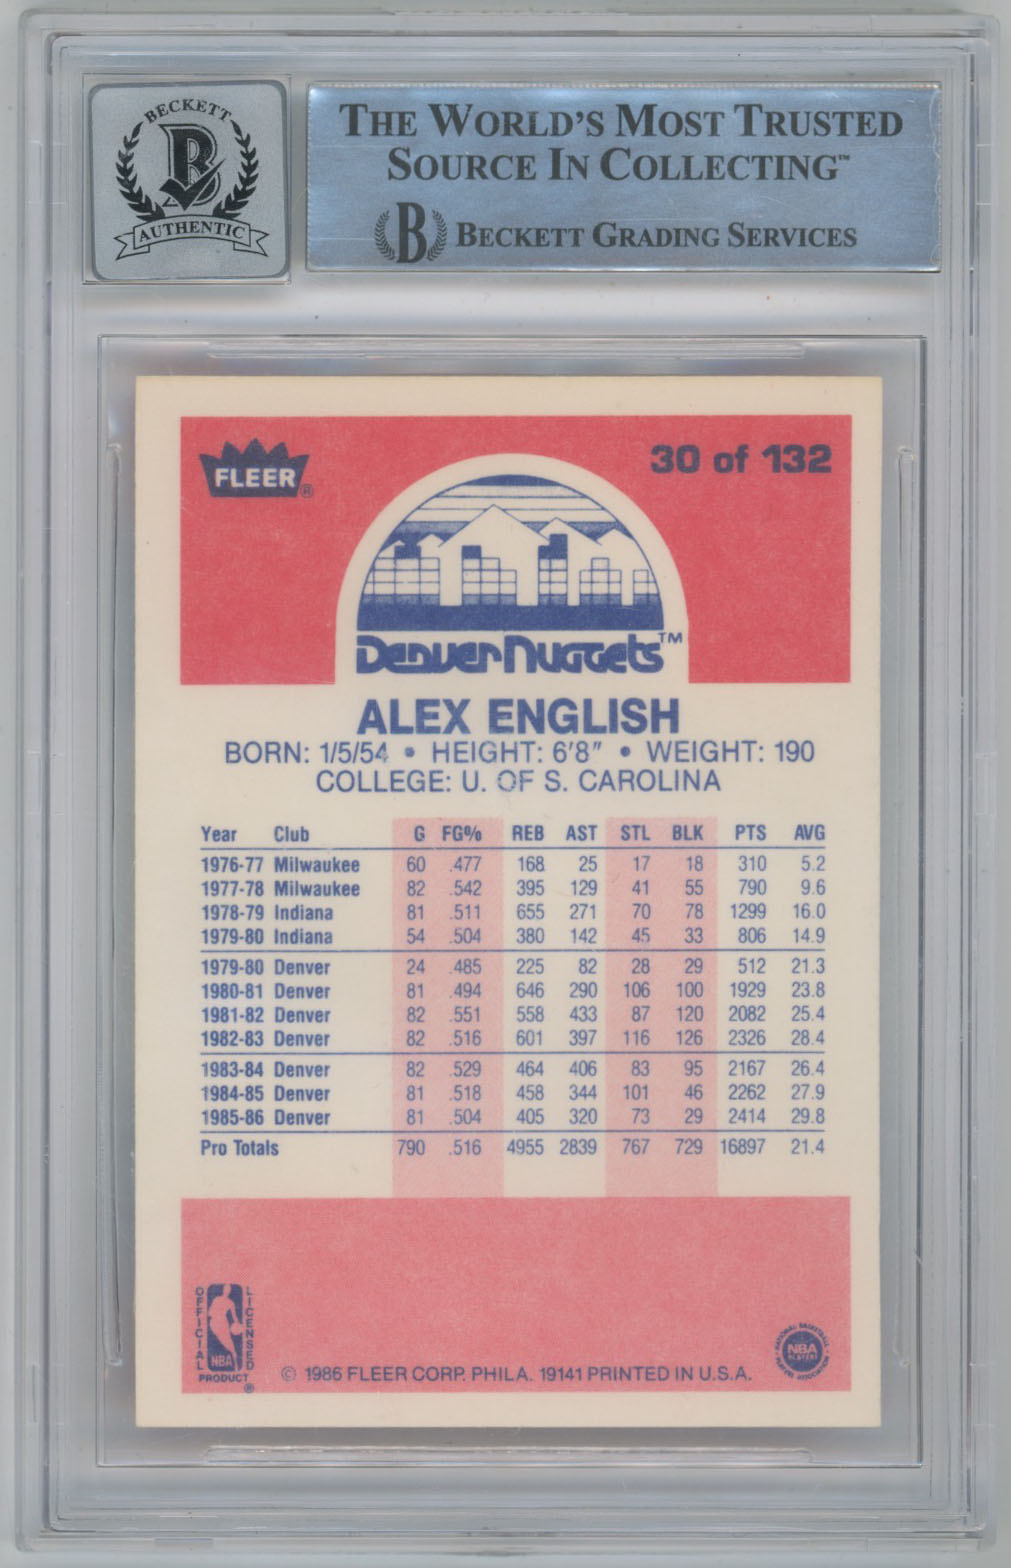 BECKETT
BR
AUTHENTIC
THE WORLD'S MOST TRUSTED
SOURCE IN COLLECTING™
B BECKETT GRADING SERVICES
FLEER®
30 of 132
Denver Nuggets™
ALEX ENGLISH
BORN: 1/5/54 • HEIGHT: 6'8" • WEIGHT: 190
COLLEGE: U. OF S. CAROLINA
Year Club G FG% REB AST STL BLK PTS AVG
1976-77 Milwaukee 60 .477 168 25 17 18 310 5.2
1977-78 Milwaukee 82 .542 395 129 41 55 790 9.6
1978-79 Indiana 81 .511 655 271 70 78 1299 16.0
1979-80 Indiana 54 .504 380 142 45 33 806 14.9
1979-80 Denver 24 .485 225 82 28 29 512 21.3
1980-81 Denver 81 .494 646 290 106 100 1929 23.8
1981-82 Denver 82 .551 558 433 87 120 2082 25.4
1982-83 Denver 82 .516 601 397 116 126 2326 28.4
1983-84 Denver 82 .529 464 406 83 95 2167 26.4
1984-85 Denver 81 .518 458 344 101 46 2262 27.9
1985-86 Denver 81 .504 405 320 73 29 2414 29.8
Pro Totals 790 .516 4955 2839 767 729 16897 21.4
OFFICIAL LICENSED
NBA
PRODUCT®
© 1986 FLEER CORP. PHILA. 19141 PRINTED IN U.S.A.
NATIONAL BASKETBALL
NBA
PLAYERS